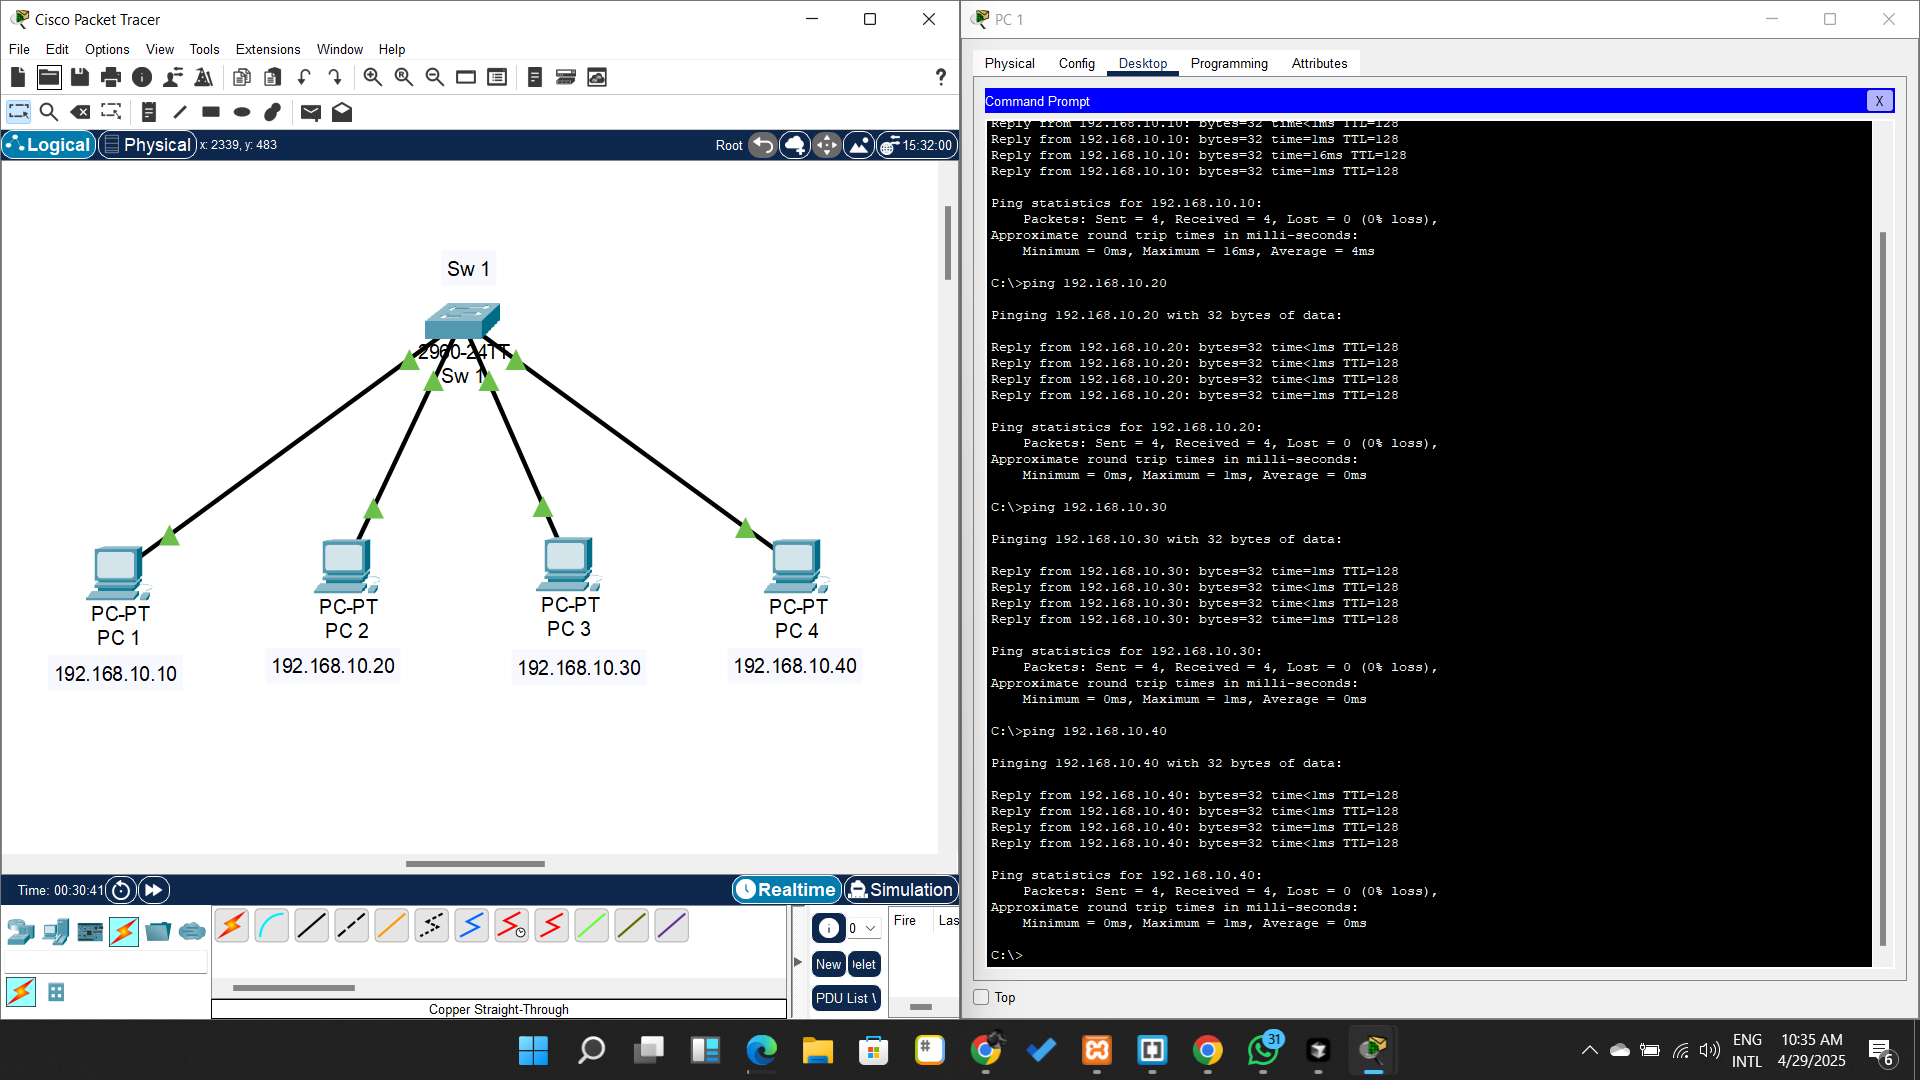 Cisco Packet Tracer
File Edit Options View Tools Extensions Window Help
?
Logical Physical x: 2339, y: 483 Root 15:32:00
Sw 1
2960-24TT
Sw 1
PC-PT
PC 1
192.168.10.10
PC-PT
PC 2
192.168.10.20
PC-PT
PC 3
192.168.10.30
PC-PT
PC 4
192.168.10.40
Time: 00:30:41 Realtime Simulation
0 Fire Las
New elet
PDU List
Copper Straight-Through
PC 1
Physical Config Desktop Programming Attributes
Command Prompt X
Reply from 192.168.10.10: bytes=32 time<1ms TTL=128
Reply from 192.168.10.10: bytes=32 time=1ms TTL=128
Reply from 192.168.10.10: bytes=32 time=16ms TTL=128
Reply from 192.168.10.10: bytes=32 time=1ms TTL=128
Ping statistics for 192.168.10.10:
Packets: Sent = 4, Received = 4, Lost = 0 (0% loss),
Approximate round trip times in milli-seconds:
Minimum = 0ms, Maximum = 16ms, Average = 4ms
C:\>ping 192.168.10.20
Pinging 192.168.10.20 with 32 bytes of data:
Reply from 192.168.10.20: bytes=32 time<1ms TTL=128
Reply from 192.168.10.20: bytes=32 time<1ms TTL=128
Reply from 192.168.10.20: bytes=32 time<1ms TTL=128
Reply from 192.168.10.20: bytes=32 time=1ms TTL=128
Ping statistics for 192.168.10.20:
Packets: Sent = 4, Received = 4, Lost = 0 (0% loss),
Approximate round trip times in milli-seconds:
Minimum = 0ms, Maximum = 1ms, Average = 0ms
C:\>ping 192.168.10.30
Pinging 192.168.10.30 with 32 bytes of data:
Reply from 192.168.10.30: bytes=32 time=1ms TTL=128
Reply from 192.168.10.30: bytes=32 time<1ms TTL=128
Reply from 192.168.10.30: bytes=32 time<1ms TTL=128
Reply from 192.168.10.30: bytes=32 time<1ms TTL=128
Ping statistics for 192.168.10.30:
Packets: Sent = 4, Received = 4, Lost = 0 (0% loss),
Approximate round trip times in milli-seconds:
Minimum = 0ms, Maximum = 1ms, Average = 0ms
C:\>ping 192.168.10.40
Pinging 192.168.10.40 with 32 bytes of data:
Reply from 192.168.10.40: bytes=32 time<1ms TTL=128
Reply from 192.168.10.40: bytes=32 time<1ms TTL=128
Reply from 192.168.10.40: bytes=32 time=1ms TTL=128
Reply from 192.168.10.40: bytes=32 time<1ms TTL=128
Ping statistics for 192.168.10.40:
Packets: Sent = 4, Received = 4, Lost = 0 (0% loss),
Approximate round trip times in milli-seconds:
Minimum = 0ms, Maximum = 1ms, Average = 0ms
C:\>
Top
31
ENG
INTL
10:35 AM
4/29/2025
6